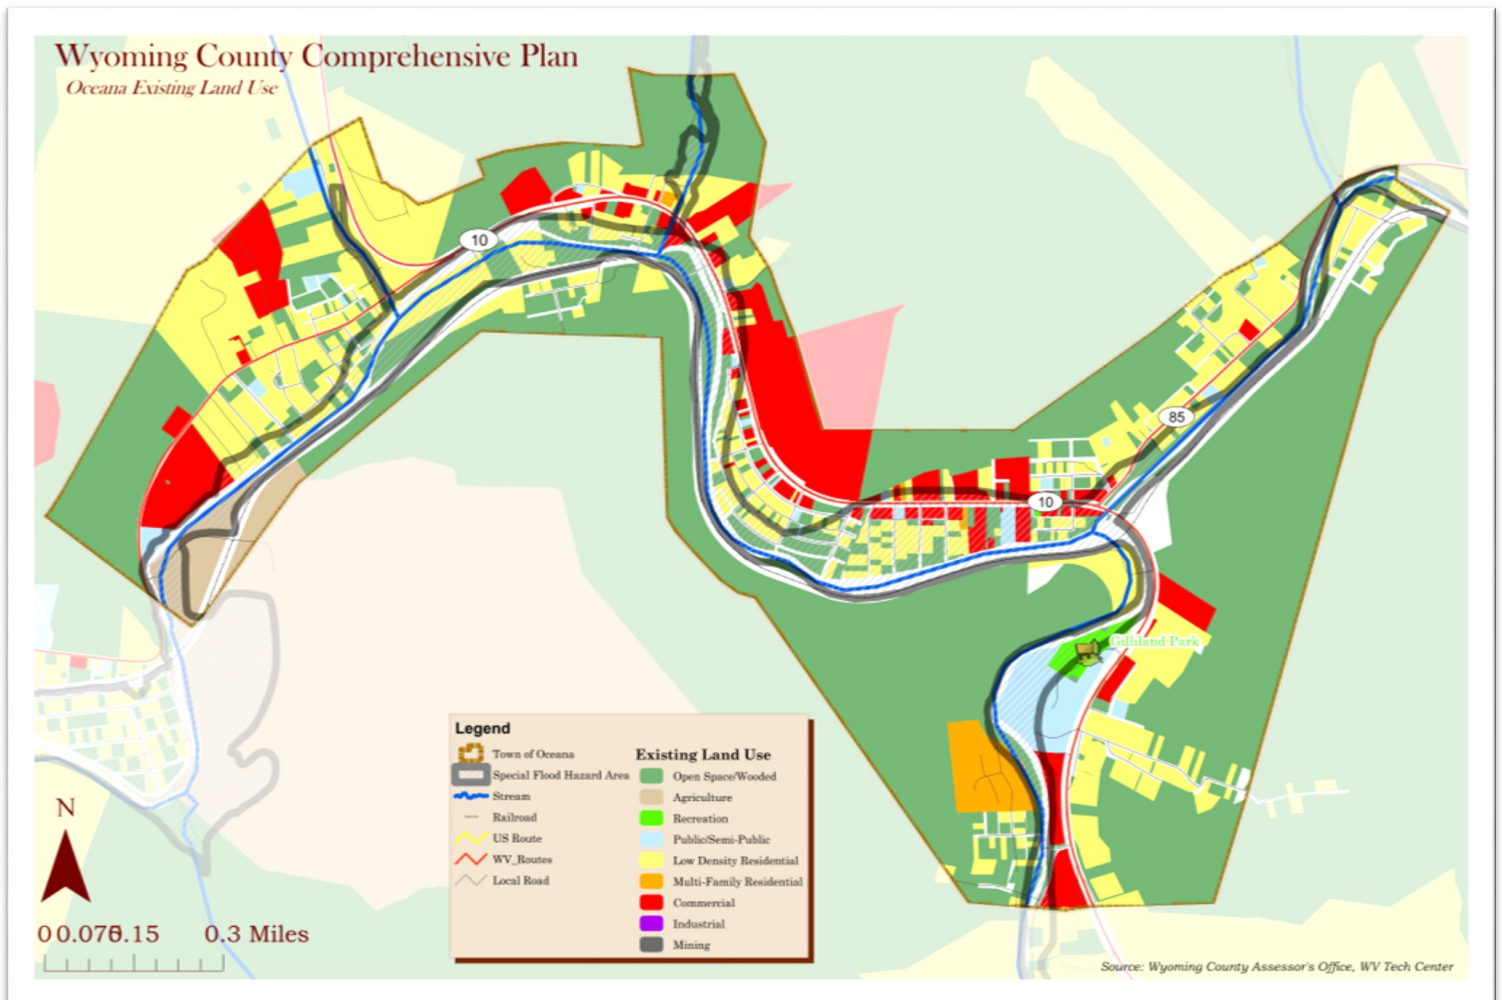 Wyoming County Comprehensive Plan
Oceana Existing Land Use
10
85
10
Gilliland Park
Legend
Town of Oceana
Special Flood Hazard Area
Stream
Railroad
US Route
WV_Routes
Local Road
Existing Land Use
Open Space/Wooded
Agriculture
Recreation
Public/Semi-Public
Low Density Residential
Multi-Family Residential
Commercial
Industrial
Mining
N
0 0.075 0.15 0.3 Miles
Source: Wyoming County Assessor's Office, WV Tech Center